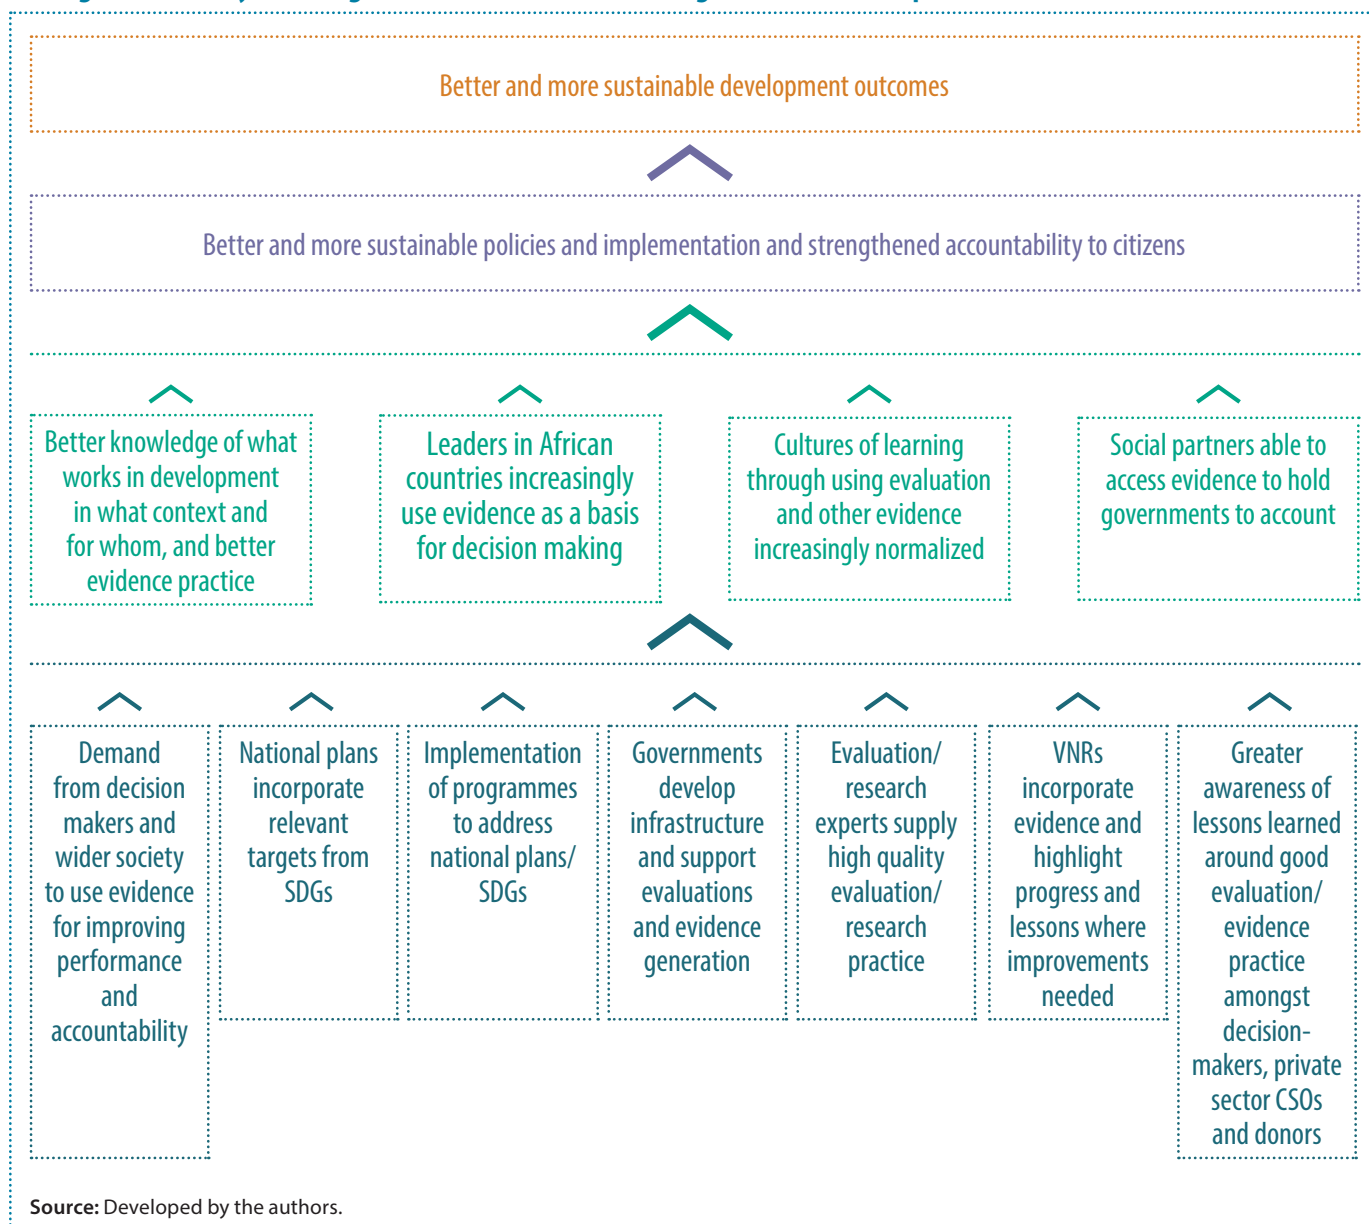 Better and more sustainable development outcomes
Better and more sustainable policies and implementation and strengthened accountability to citizens
Better knowledge of what
works in development
in what context and
for whom, and better
evidence practice
Leaders in African
countries increasingly
use evidence as a basis
for decision making
Cultures of learning
through using evaluation
and other evidence
increasingly normalized
Social partners able to
access evidence to hold
governments to account
Demand
from decision
makers and
wider society
to use evidence
for improving
performance
and
accountability
National plans
incorporate
relevant
targets from
SDGs
Implementation
of programmes
to address
national plans/
SDGs
Governments
develop
infrastructure
and support
evaluations
and evidence
generation
Evaluation/
research
experts supply
high quality
evaluation/
research
practice
VNRs
incorporate
evidence and
highlight
progress and
lessons where
improvements
needed
Greater
awareness of
lessons learned
around good
evaluation/
evidence
practice
amongst
decision-
makers, private
sector CSOs
and donors
Source: Developed by the authors.